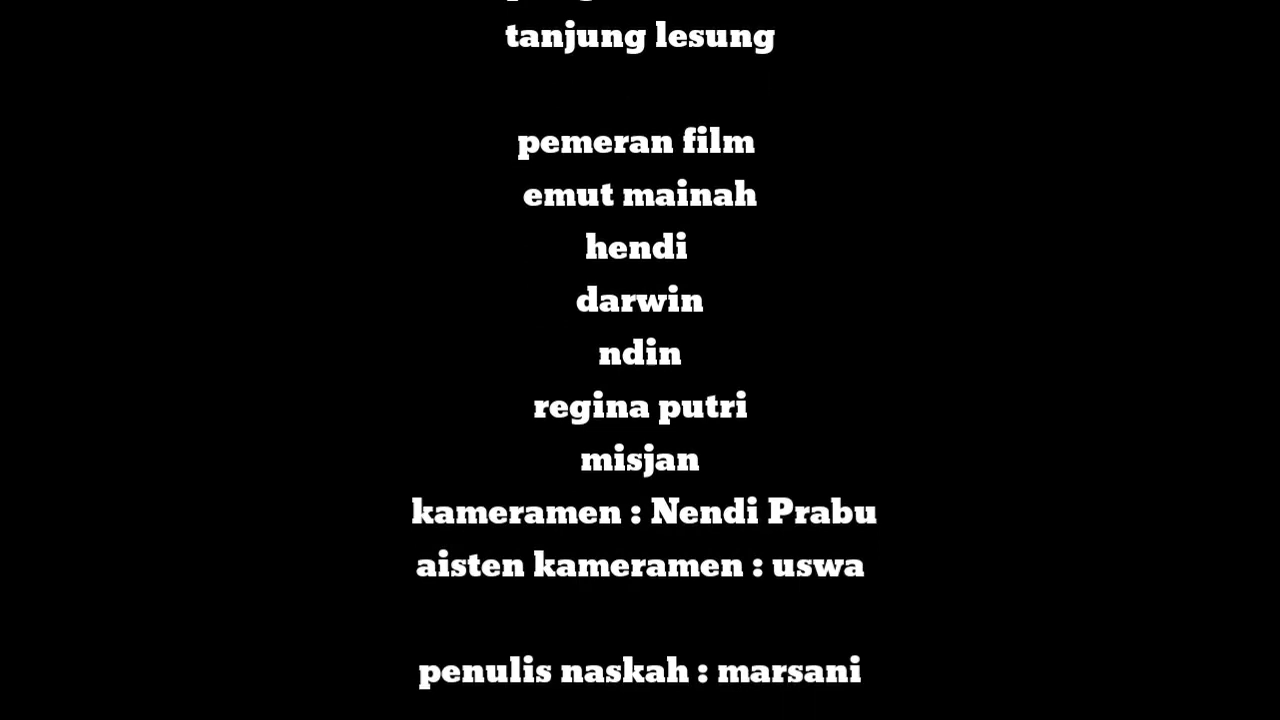 tanjung lesung
pemeran film
emut mainah
hendi
darwin
ndin
regina putri
misjan
kameramen : Nendi Prabu
aisten kameramen : uswa
penulis naskah : marsani